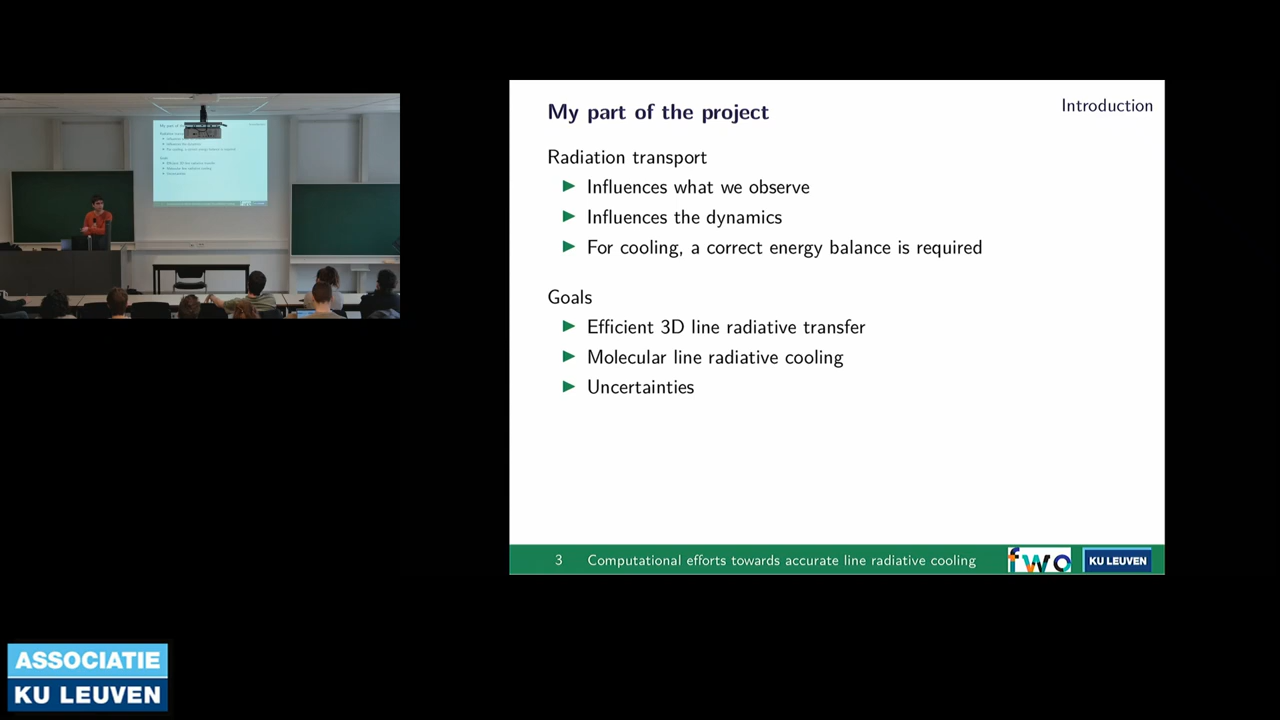 My part of the project
Introduction
Radiation transport
Influences what we observe
Influences the dynamics
For cooling, a correct energy balance is required
Goals
Efficient 3D line radiative transfer
Molecular line radiative cooling
Uncertainties
3 Computational efforts towards accurate line radiative cooling
fwo
KU LEUVEN
ASSOCIATIE
KU LEUVEN